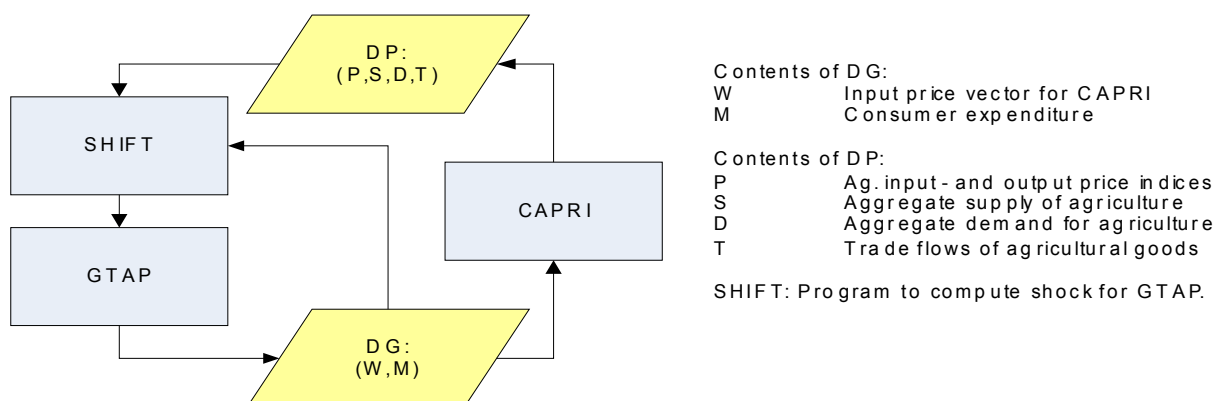 DP:
(P,S,D,T)
SHIFT
GTAP
CAPRI
DG:
(W,M)
Contents of DG:
W Input price vector for CAPRI
M Consumer expenditure
Contents of DP:
P Ag. input- and output price indices
S Aggregate supply of agriculture
D Aggregate demand for agriculture
T Trade flows of agricultural goods
SHIFT: Program to compute shock for GTAP.